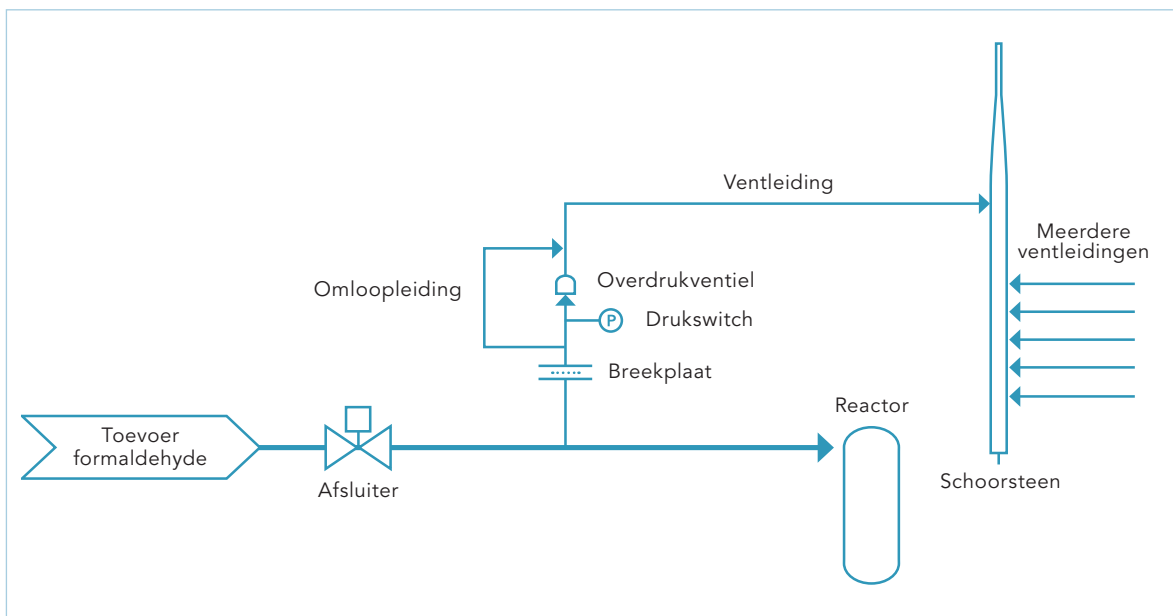 Ventleiding
Meerdere
ventleidingen
Omloopleiding
Overdrukventiel
P
Drukswitch
Breekplaat
Reactor
Toevoer
formaldehyde
Afsluiter
Schoorsteen